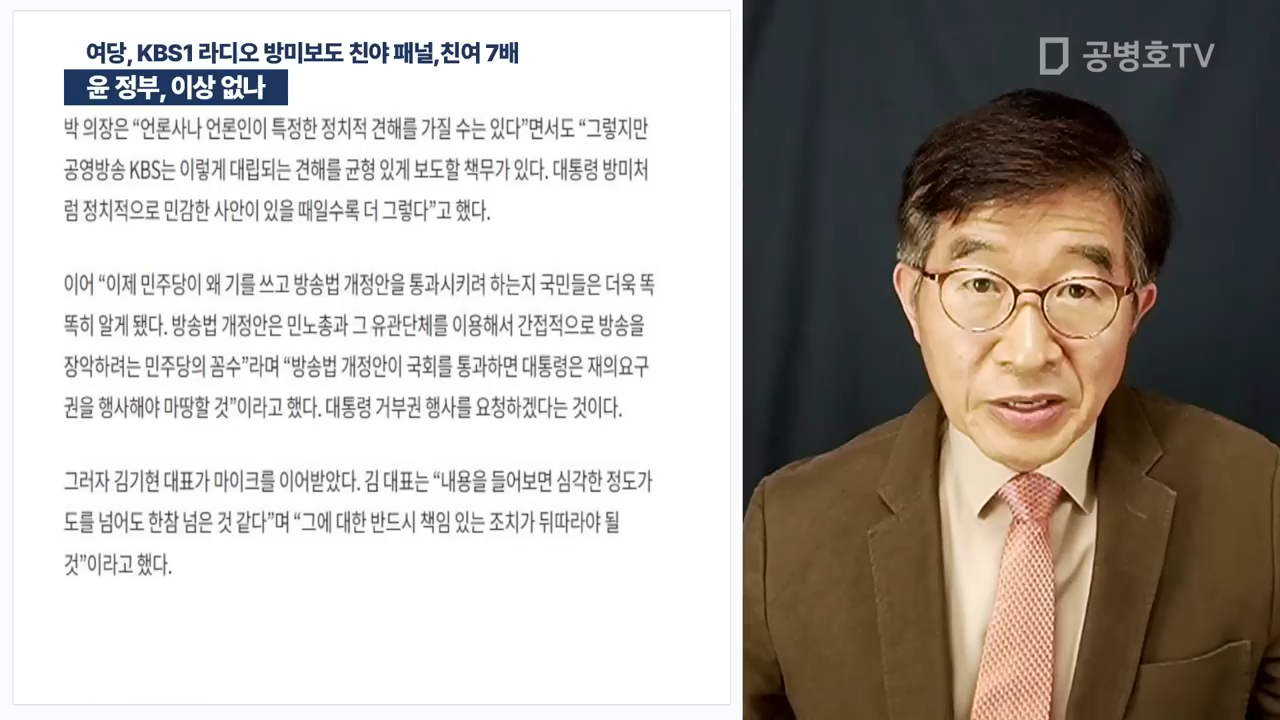 여당, KBS1 라디오 방미보도 친야 패널,친여 7배
윤 정부, 이상 없나
공병호TV
박 의장은 “언론사나 언론인이 특정한 정치적 견해를 가질 수는 있다”면서도 “그렇지만
공영방송 KBS는 이렇게 대립되는 견해를 균형 있게 보도할 책무가 있다. 대통령 방미처
럼 정치적으로 민감한 사안이 있을 때일수록 더 그렇다”고 했다.
이어 “이제 민주당이 왜 기를 쓰고 방송법 개정안을 통과시키려 하는지 국민들은 더욱 똑
똑히 알게 됐다. 방송법 개정안은 민노총과 그 유관단체를 이용해서 간접적으로 방송을
장악하려는 민주당의 꼼수”라며 “방송법 개정안이 국회를 통과하면 대통령은 재의요구
권을 행사해야 마땅할 것”이라고 했다. 대통령 거부권 행사를 요청하겠다는 것이다.
그러자 김기현 대표가 마이크를 이어받았다. 김 대표는 “내용을 들어보면 심각한 정도가
도를 넘어도 한참 넘은 것 같다”며 “그에 대한 반드시 책임 있는 조치가 뒤따라야 될
것”이라고 했다.